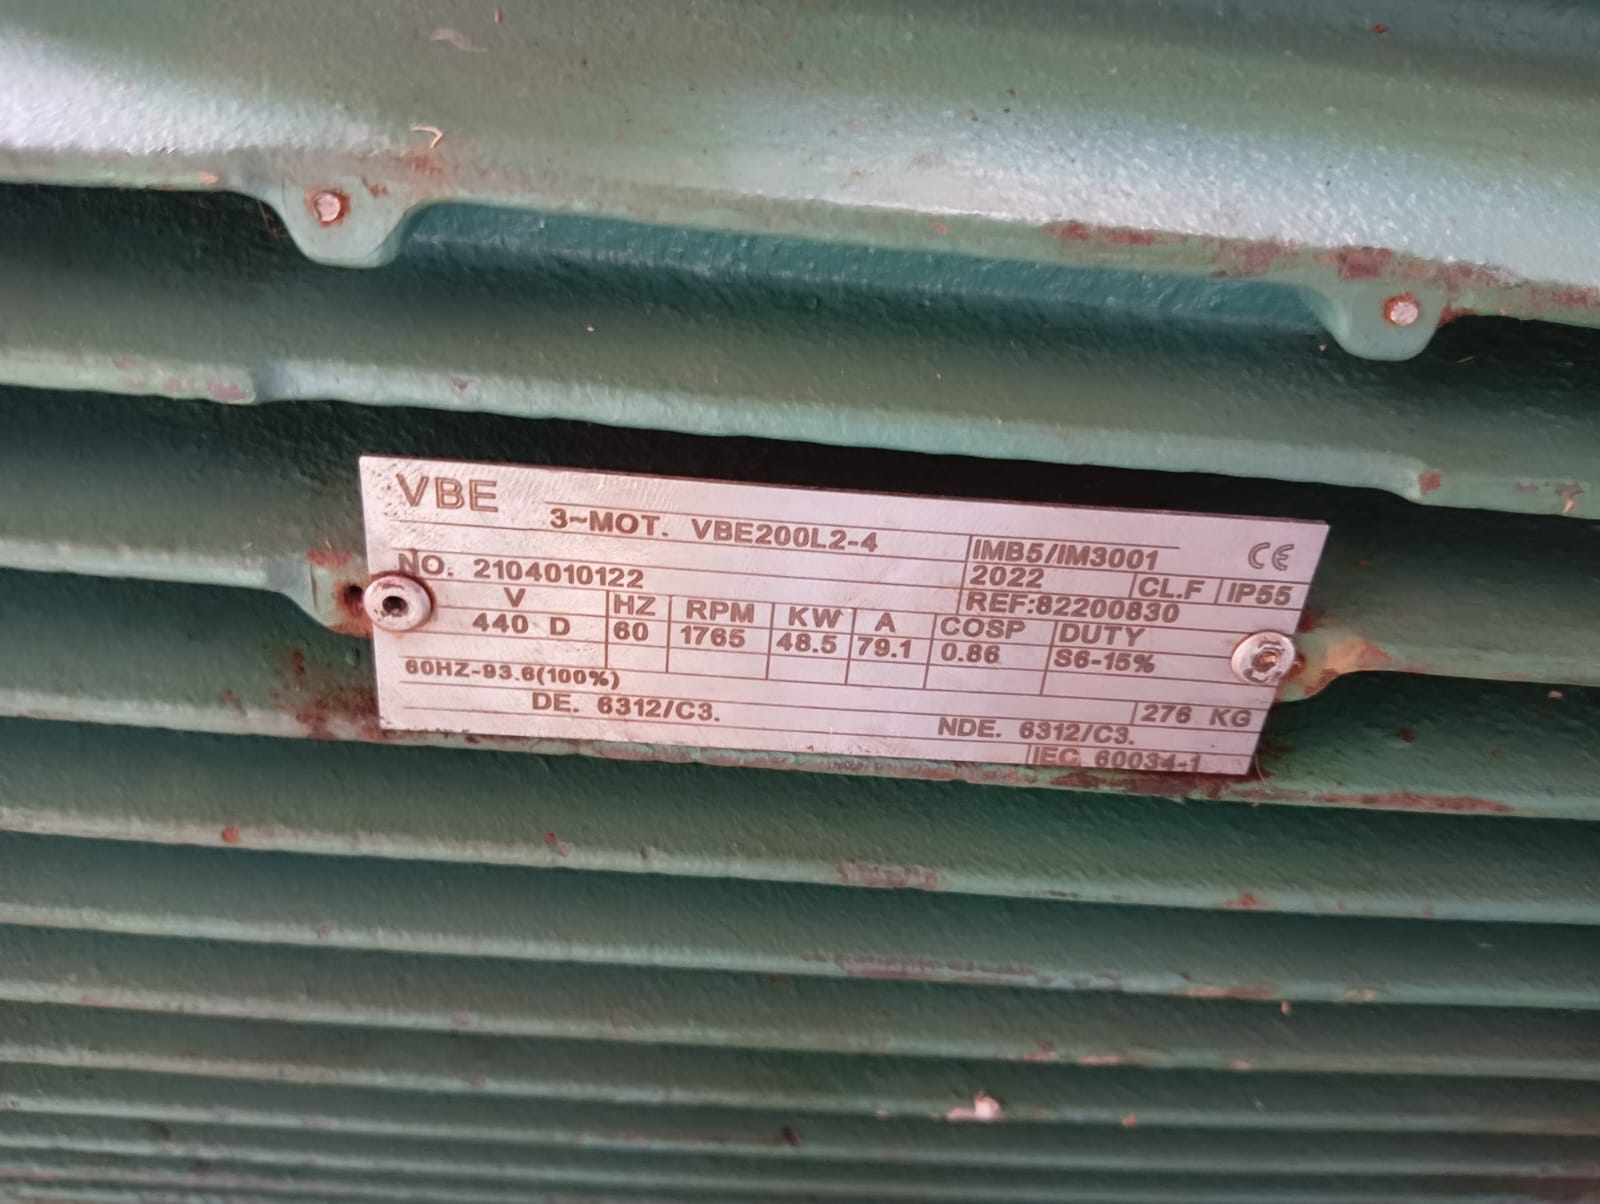 VBE
3~MOT. VBE200L2-4
IMB5/IM3001
CE
NO. 2104010122
2022 CL.F IP55
REF:82200830
V HZ RPM KW A COSP DUTY
440 D 60 1765 48.5 79.1 0.86 S6-15%
60HZ-93.6(100%)
276 KG
DE. 6312/C3. NDE. 6312/C3.
IEC 60034-1